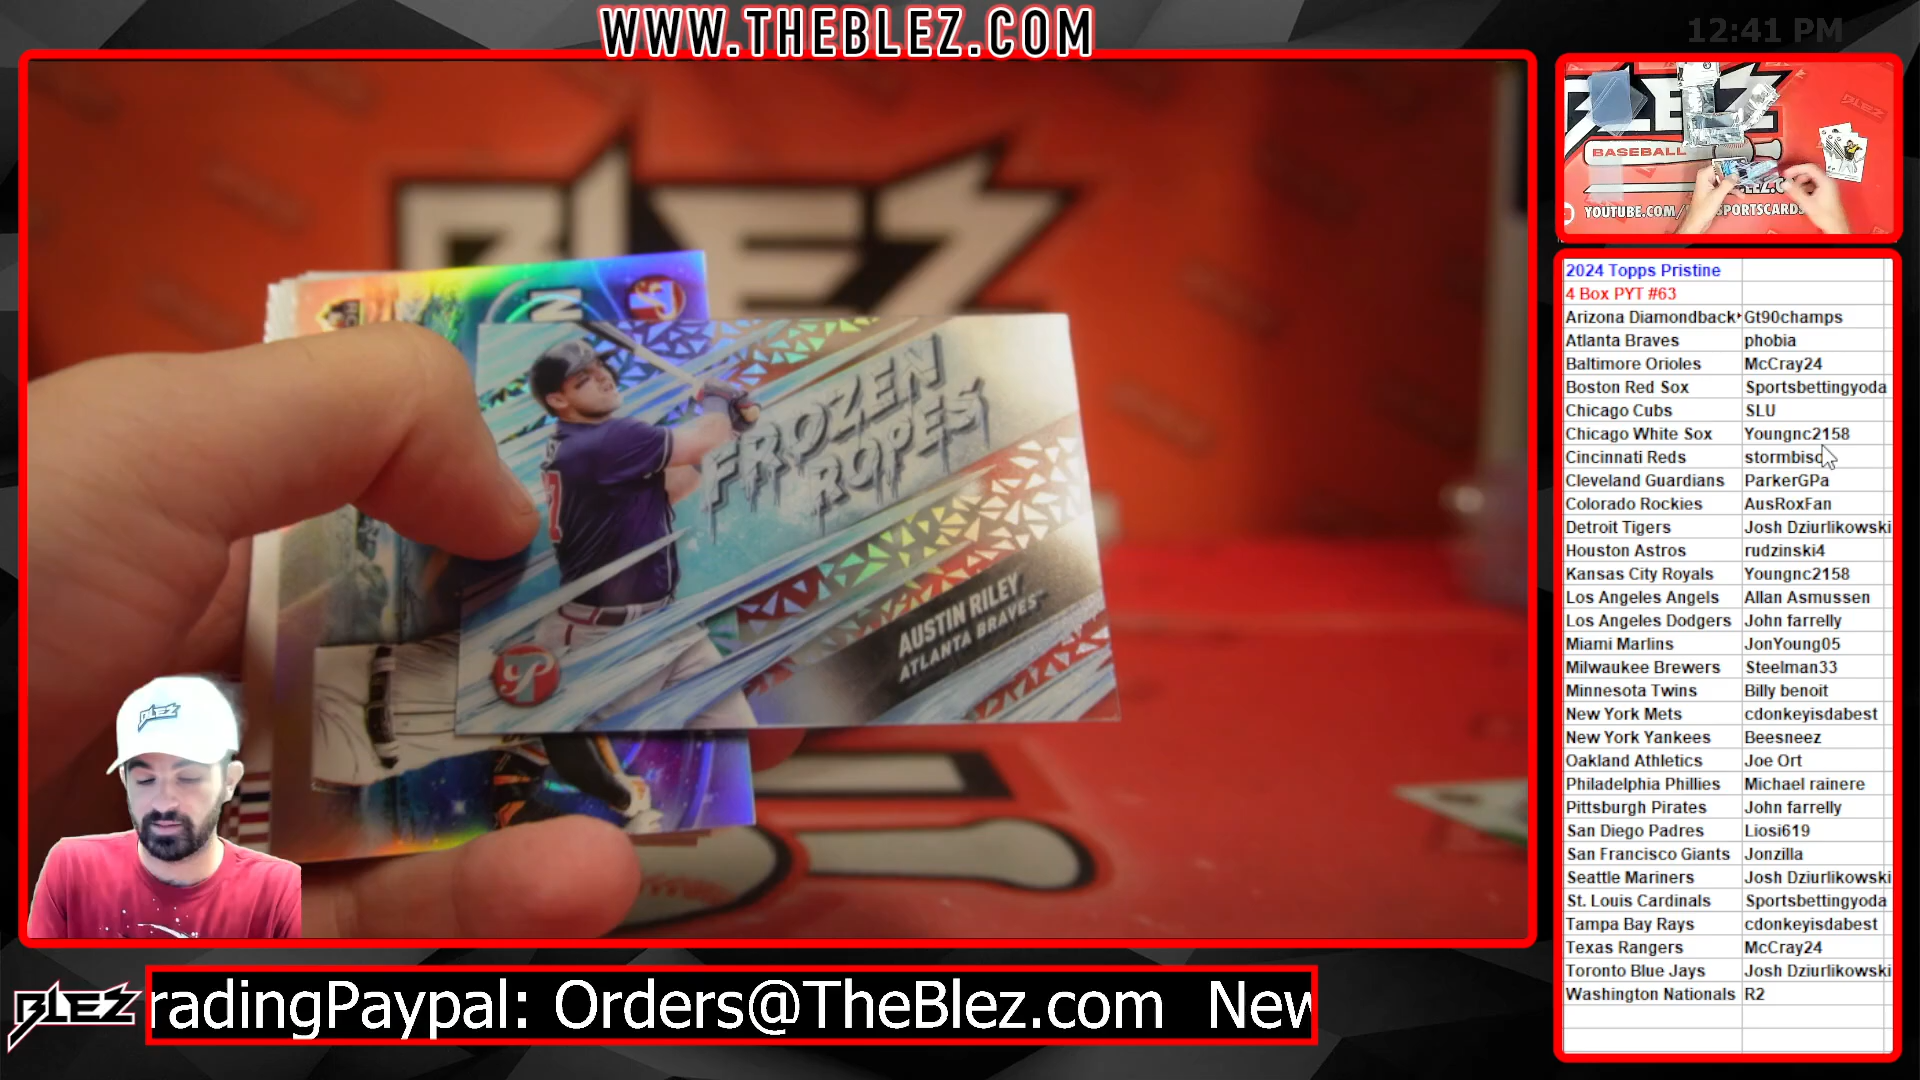 WWW.THEBLEZ.COM
12:41 PM
BLEZ
FROZEN
ROPES
AUSTIN RILEY
ATLANTA BRAVES
BLEZ
BASEBALL
YOUTUBE.COM/
SPORTSCARDS
BLEZ
2024 Topps Pristine
4 Box PYT #63
Arizona Diamondback Gt90champs
Atlanta Braves phobia
Baltimore Orioles McCray24
Boston Red Sox Sportsbettingyoda
Chicago Cubs SLU
Chicago White Sox Youngnc2158
Cincinnati Reds
Cleveland Guardians ParkerGPa
Colorado Rockies AusRoxFan
Detroit Tigers Josh Dziurlikowski
Houston Astros rudzinski4
Kansas City Royals Youngnc2158
Los Angeles Angels Allan Asmussen
Los Angeles Dodgers John farrelly
Miami Marlins JonYoung05
Milwaukee Brewers Steelman33
Minnesota Twins Billy benoit
New York Mets cdonkeyisdabest
New York Yankees Beesneez
Oakland Athletics Joe Ort
Philadelphia Phillies Michael rainere
Pittsburgh Pirates John farrelly
San Diego Padres Liosi619
San Francisco Giants Jonzilla
Seattle Mariners Josh Dziurlikowski
St. Louis Cardinals Sportsbettingyoda
Tampa Bay Rays cdonkeyisdabest
Texas Rangers McCray24
Toronto Blue Jays Josh Dziurlikowski
Washington Nationals R2
BLEZ
radingPaypal: Orders@TheBlez.com New